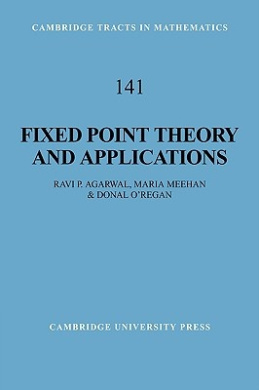 CAMBRIDGE TRACTS IN MATHEMATICS
141
FIXED POINT THEORY
AND APPLICATIONS
RAVI P. AGARWAL, MARIA MEEHAN
& DONAL O'REGAN
CAMBRIDGE UNIVERSITY PRESS